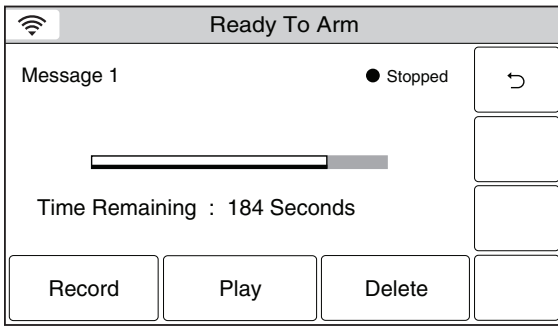 Ready To Arm
Message 1
Stopped
Time Remaining : 184 Seconds
Record
Play
Delete